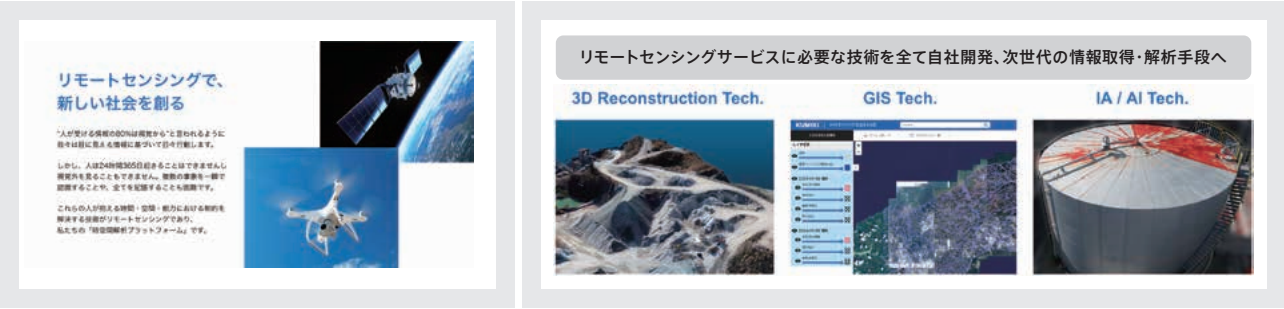 リモートセンシングで、
新しい社会を創る
"人が受ける情報の80%は視覚から"と言われるように
我々は目に見える情報に基づいて日々行動します。
しかし、人は24時間365日起きることはできませんし
視覚外を見ることもできません。複数の事象を一瞬で
認識することや、全てを記憶することも困難です。
これらの人が抱える時間・空間・能力における制約を
解決する技術がリモートセンシングであり、
私たちの「時空間解析プラットフォーム」です。
リモートセンシングサービスに必要な技術を全て自社開発、次世代の情報取得・解析手段へ
3D Reconstruction Tech.
GIS Tech.
IA / AI Tech.